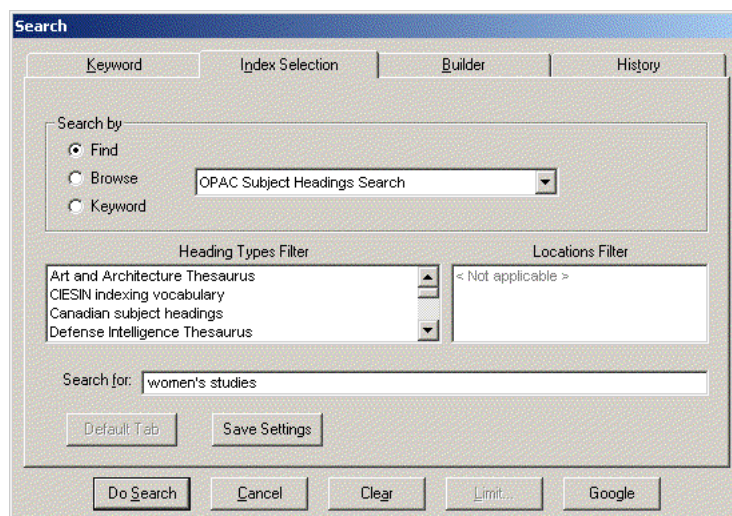 Search
Keyword Index Selection Builder History
Search by
Find
Browse
OPAC Subject Headings Search
Keyword
Heading Types Filter Locations Filter
Art and Architecture Thesaurus
CIESIN indexing vocabulary
Canadian subject headings
Defense Intelligence Thesaurus
< Not applicable >
Search for: women's studies
Default Tab Save Settings
Do Search Cancel Clear Limit... Google